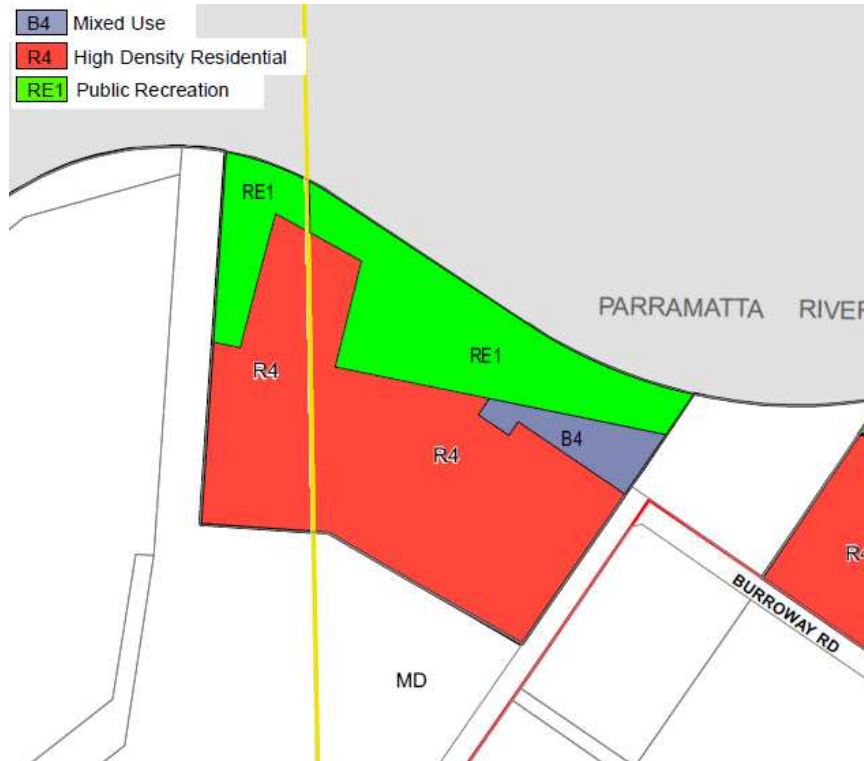 B4 Mixed Use
R4 High Density Residential
RE1 Public Recreation
RE1
PARRAMATTA RIVER
RE1
R4
B4
R4
R4
BURROWAY RD
MD